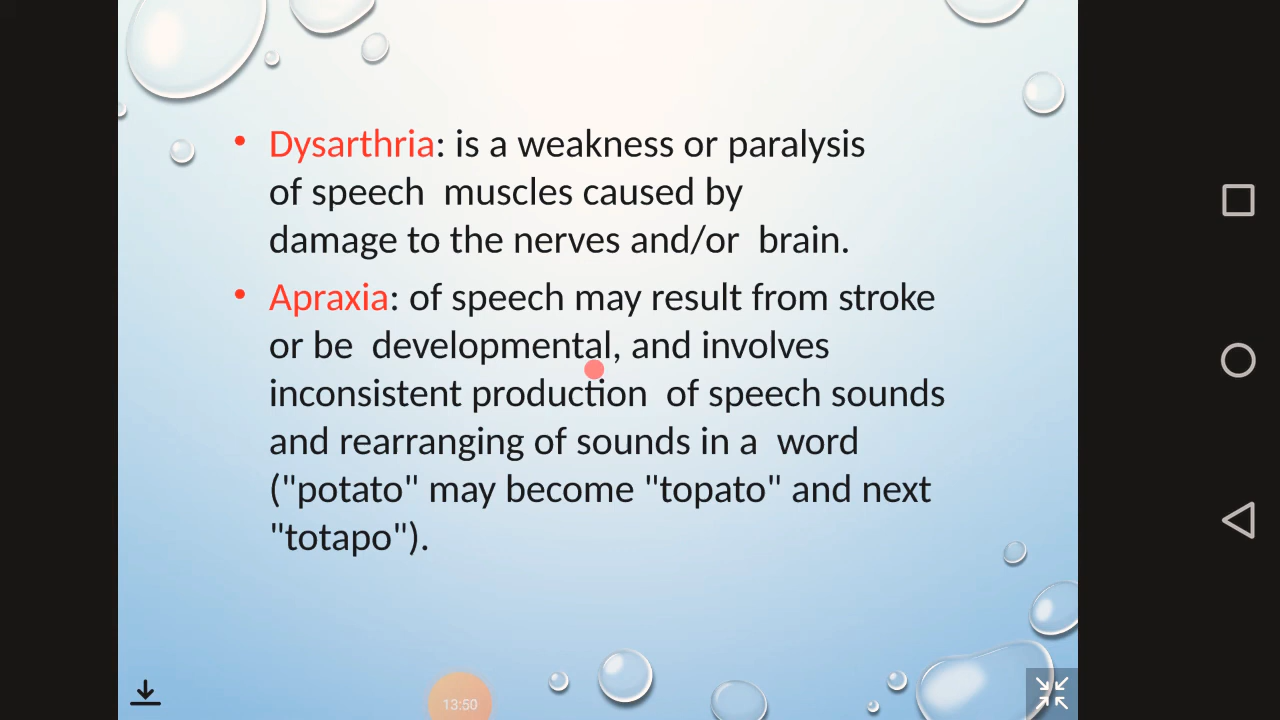 • Dysarthria: is a weakness or paralysis
of speech  muscles caused by
damage to the nerves and/or  brain.
• Apraxia: of speech may result from stroke
or be  developmental, and involves
inconsistent production  of speech sounds
and rearranging of sounds in a  word
("potato" may become "topato" and next
"totapo").
13:50